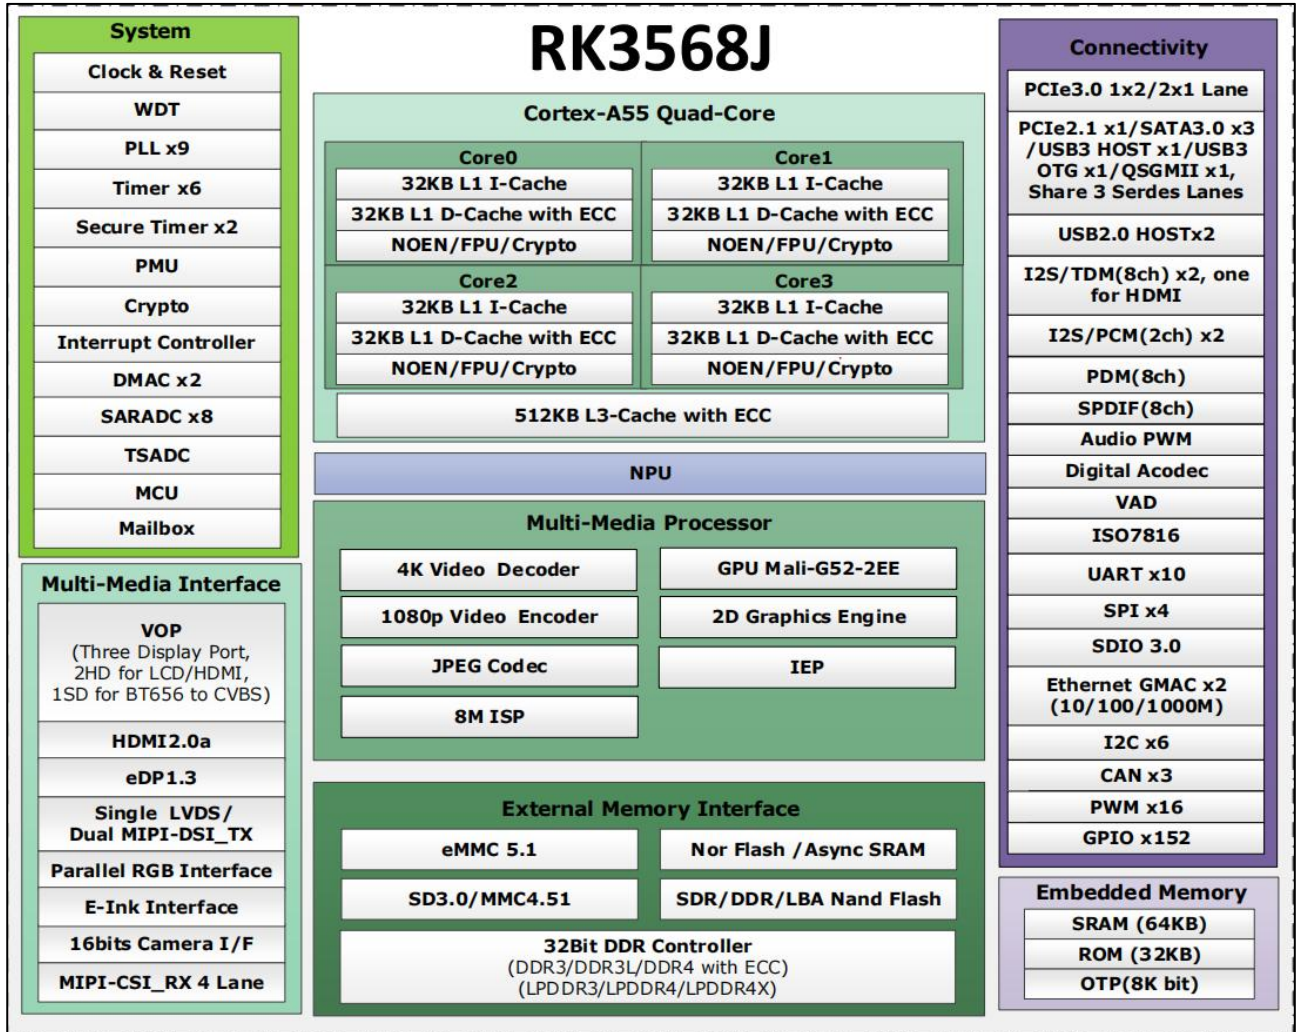 RK3568J
System
Clock & Reset
WDT
PLL x9
Timer x6
Secure Timer x2
PMU
Crypto
Interrupt Controller
DMAC x2
SARADC x8
TSADC
MCU
Mailbox
Multi-Media Interface
VOP
(Three Display Port,
2HD for LCD/HDMI,
1SD for BT656 to CVBS)
HDMI2.0a
eDP1.3
Single LVDS/
Dual MIPI-DSI_TX
Parallel RGB Interface
E-Ink Interface
16bits Camera I/F
MIPI-CSI_RX 4 Lane
Cortex-A55 Quad-Core
Core0
32KB L1 I-Cache
32KB L1 D-Cache with ECC
NOEN/FPU/Crypto
Core1
32KB L1 I-Cache
32KB L1 D-Cache with ECC
NOEN/FPU/Crypto
Core2
32KB L1 I-Cache
32KB L1 D-Cache with ECC
NOEN/FPU/Crypto
Core3
32KB L1 I-Cache
32KB L1 D-Cache with ECC
NOEN/FPU/Crypto
512KB L3-Cache with ECC
NPU
Multi-Media Processor
4K Video Decoder
GPU Mali-G52-2EE
1080p Video Encoder
2D Graphics Engine
JPEG Codec
IEP
8M ISP
External Memory Interface
eMMC 5.1
Nor Flash /Async SRAM
SD3.0/MMC4.51
SDR/DDR/LBA Nand Flash
32Bit DDR Controller
(DDR3/DDR3L/DDR4 with ECC)
(LPDDR3/LPDDR4/LPDDR4X)
Connectivity
PCIe3.0 1x2/2x1 Lane
PCIe2.1 x1/SATA3.0 x3
/USB3 HOST x1/USB3
OTG x1/QSGMII x1,
Share 3 Serdes Lanes
USB2.0 HOSTx2
I2S/TDM(8ch) x2, one
for HDMI
I2S/PCM(2ch) x2
PDM(8ch)
SPDIF(8ch)
Audio PWM
Digital Acodec
VAD
ISO7816
UART x10
SPI x4
SDIO 3.0
Ethernet GMAC x2
(10/100/1000M)
I2C x6
CAN x3
PWM x16
GPIO x152
Embedded Memory
SRAM (64KB)
ROM (32KB)
OTP(8K bit)